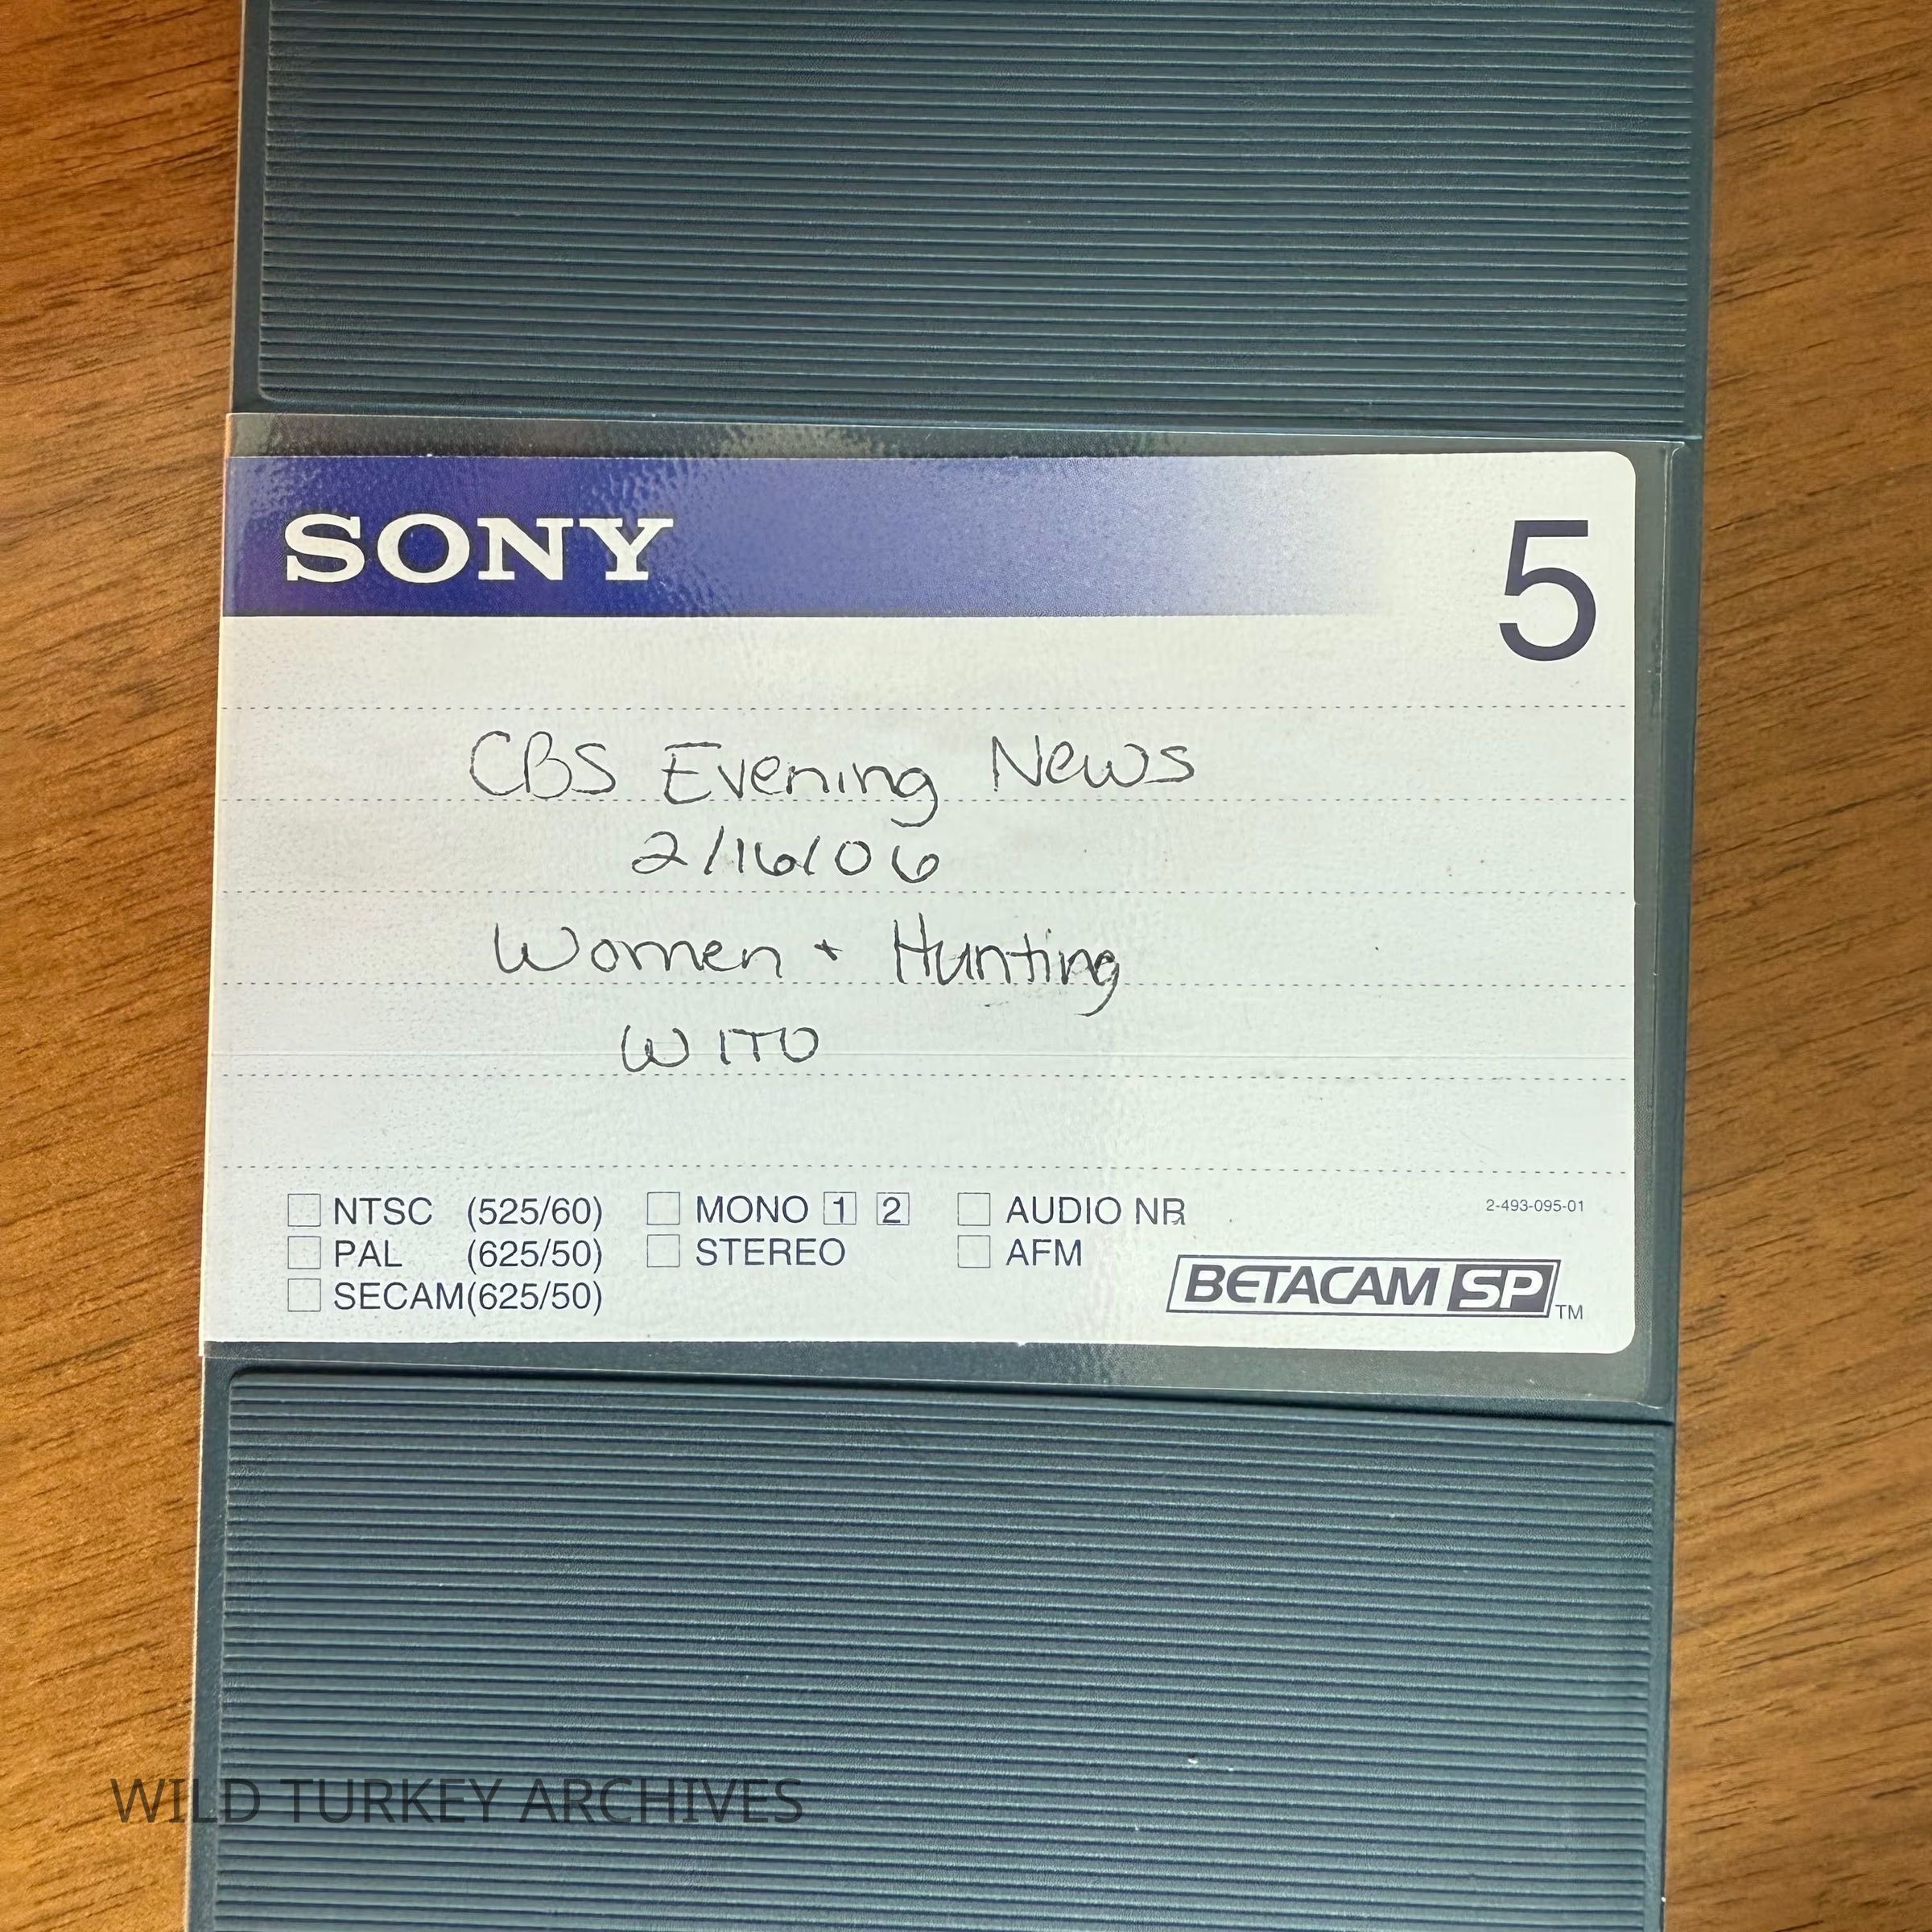 SONY
5
CBS Evening News
2/16/06
Women + Hunting
WITO
NTSC (525/60) MONO 1 2 AUDIO NR 2-493-095-01
PAL (625/50) STEREO AFM
SECAM(625/50)
BETACAM SP TM
WILD TURKEY ARCHIVES